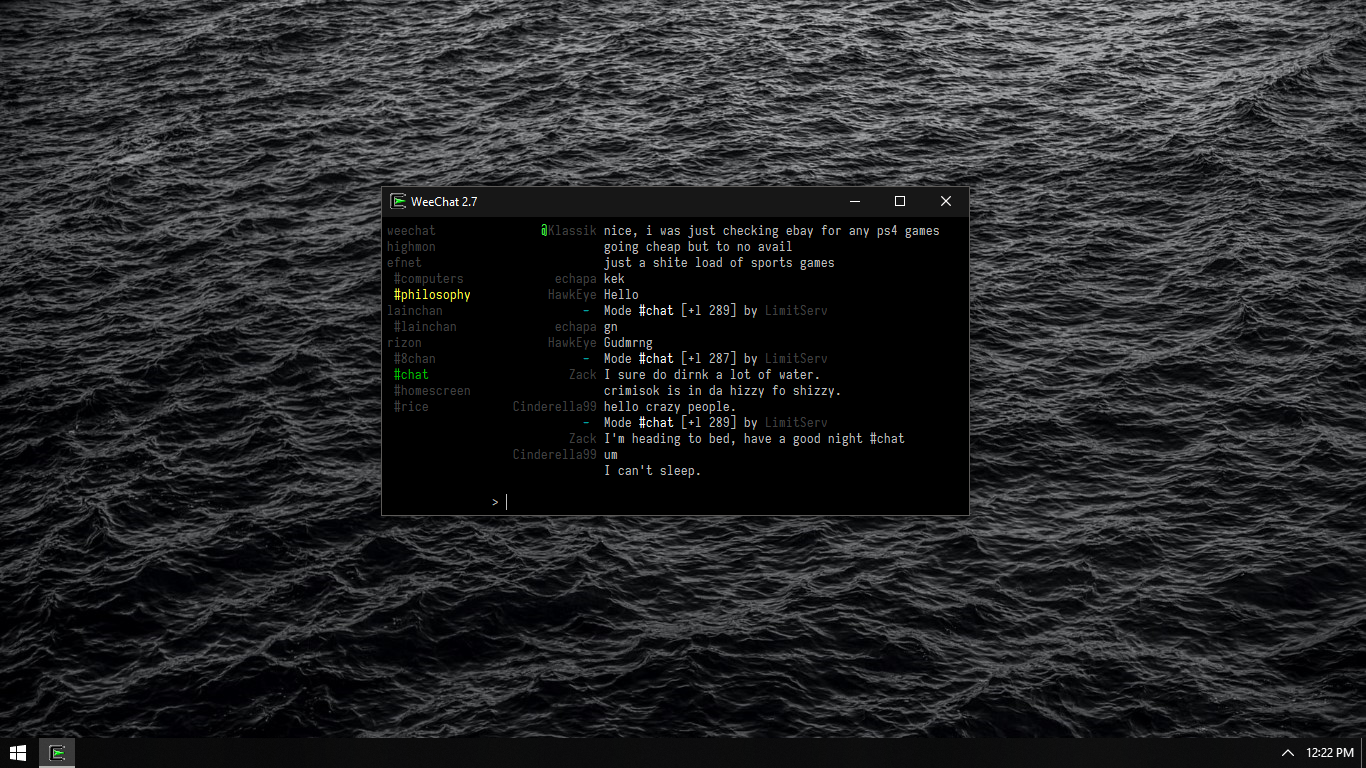 WeeChat 2.7
weechat @Klassik nice, i was just checking ebay for any ps4 games
highmon going cheap but to no avail
efnet just a shite load of sports games
#computers echapa kek
#philosophy HawkEye Hello
lainchan - Mode #chat [+l 289] by LimitServ
#lainchan echapa gn
rizon HawkEye Gudmrng
#8chan - Mode #chat [+l 287] by LimitServ
#chat Zack I sure do dirnk a lot of water.
#homescreen crimisok is in da hizzy fo shizzy.
#rice Cinderella99 hello crazy people.
- Mode #chat [+l 289] by LimitServ
Zack I'm heading to bed, have a good night #chat
Cinderella99 um
I can't sleep.
>
12:22 PM